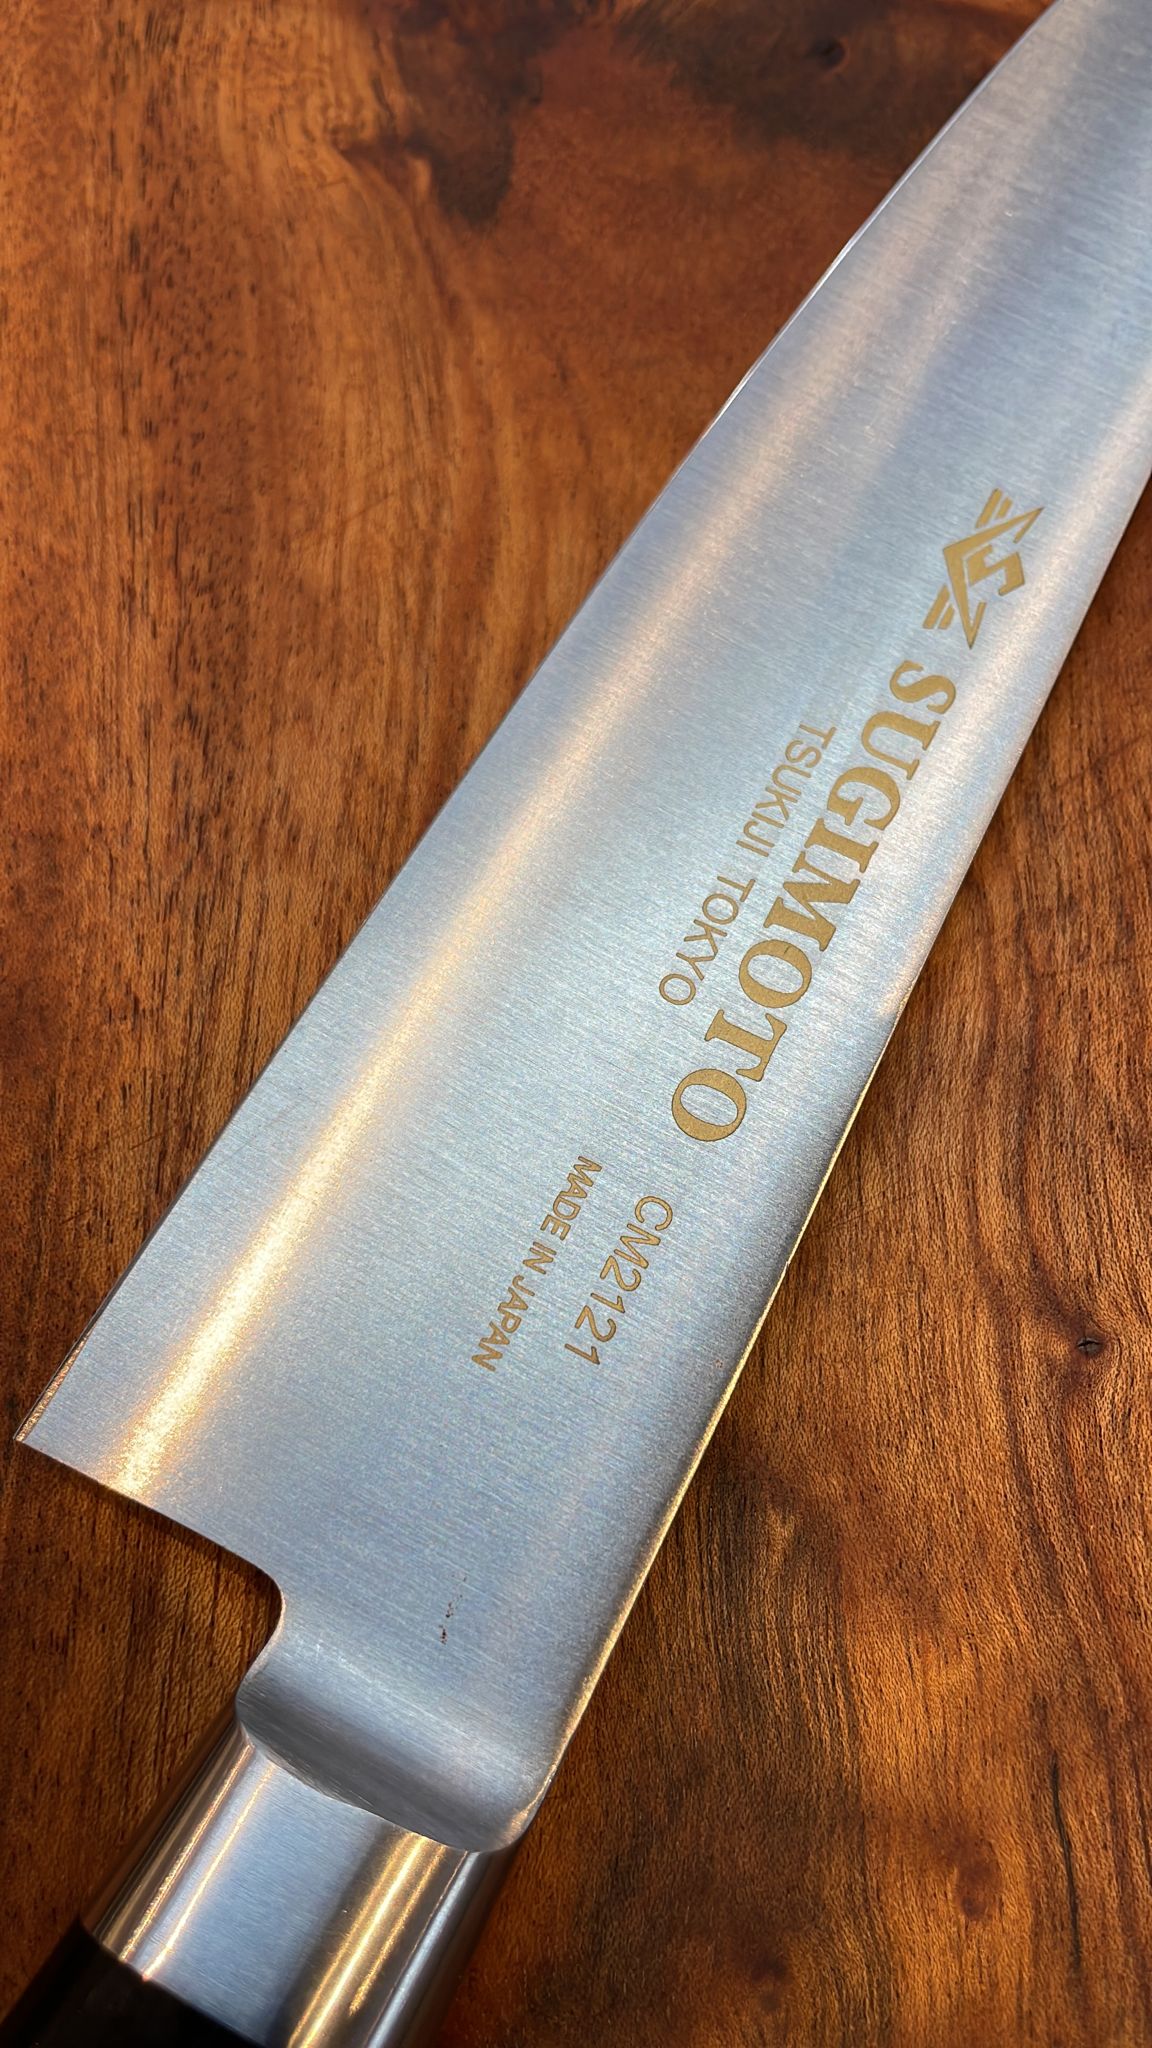 SUGIMOTO
TSUKIJI TOKYO
CM2121
MADE IN JAPAN